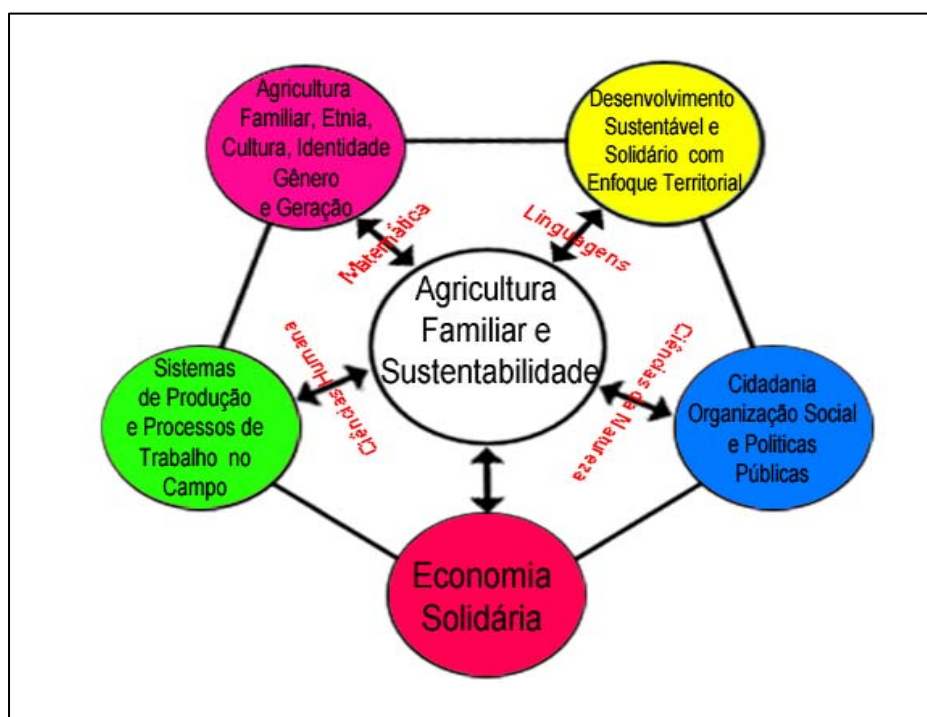 Agricultura
Familiar, Etnia,
Cultura, Identidade
Gênero
e Geração
Desenvolvimento
Sustentável e
Solidário com
Enfoque Territorial
Matemática
Linguagens
Agricultura
Familiar e
Sustentabilidade
Ciências Humana
Ciências da Natureza
Sistemas
de Produção
e Processos de
Trabalho no
Campo
Cidadania
Organização Social
e Politicas
Públicas
Economia
Solidária